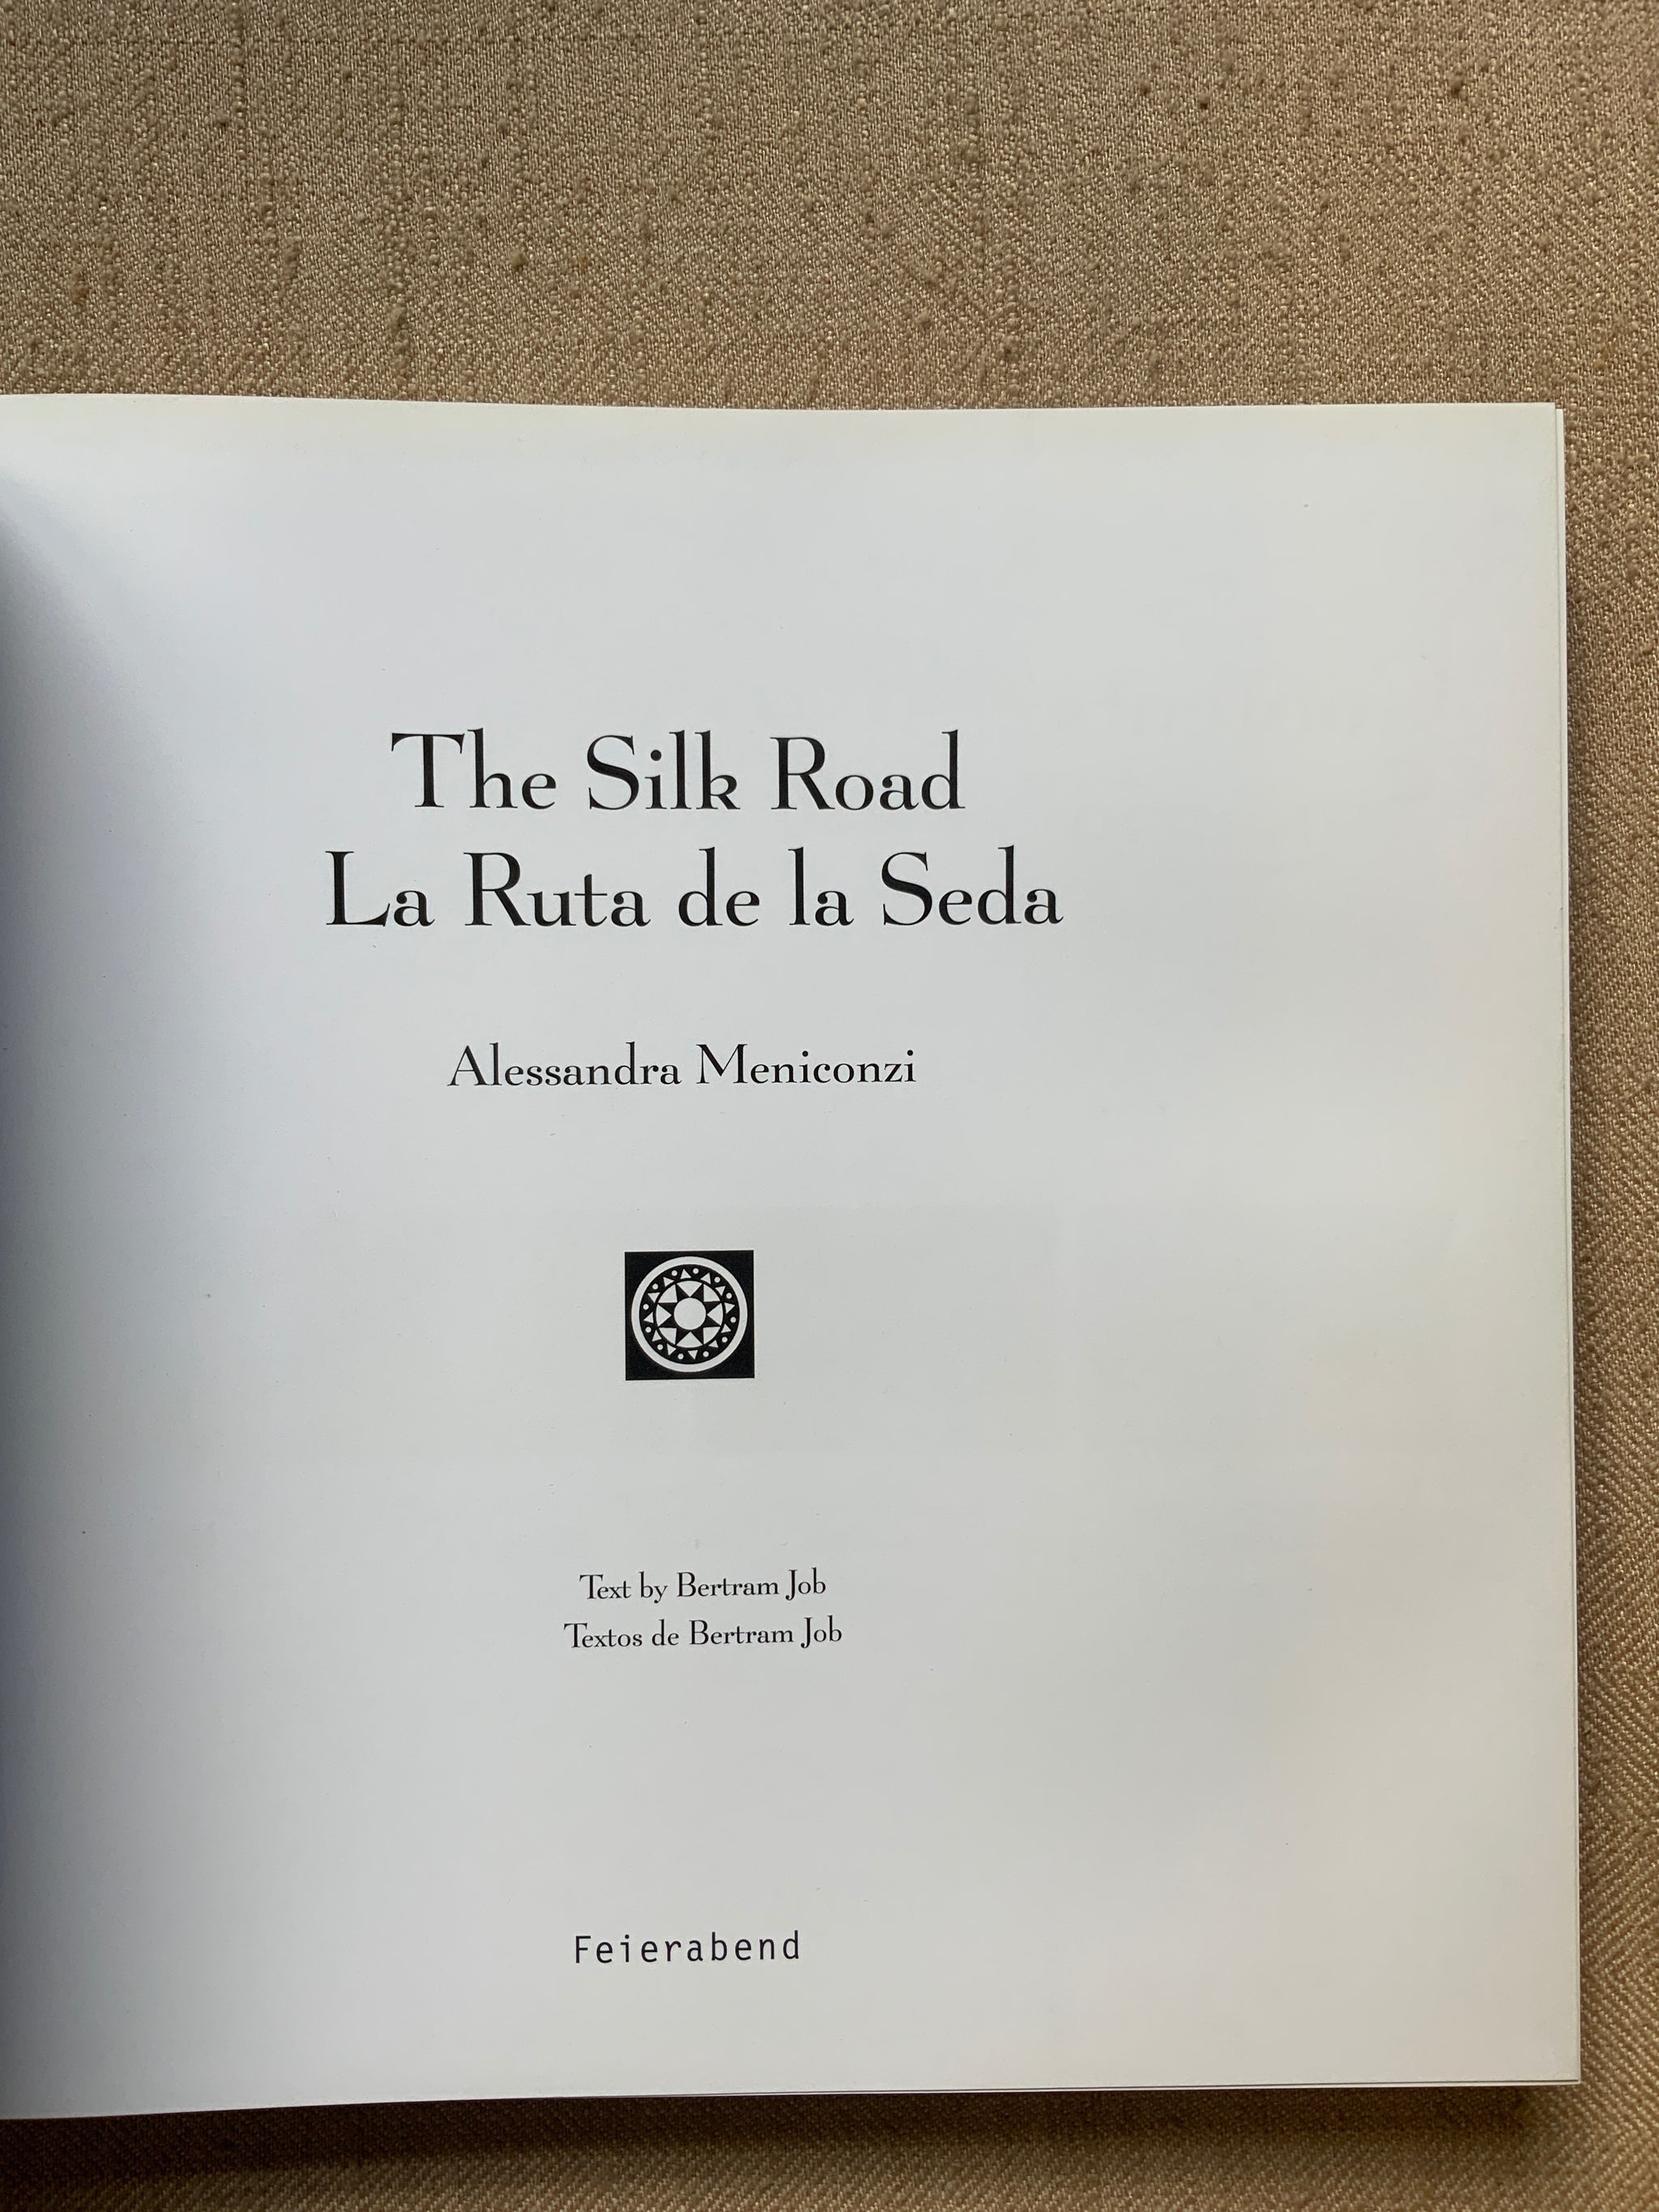 The Silk Road
La Ruta de la Seda
Alessandra Meniconzi
Text by Bertram Job
Textos de Bertram Job
Feierabend